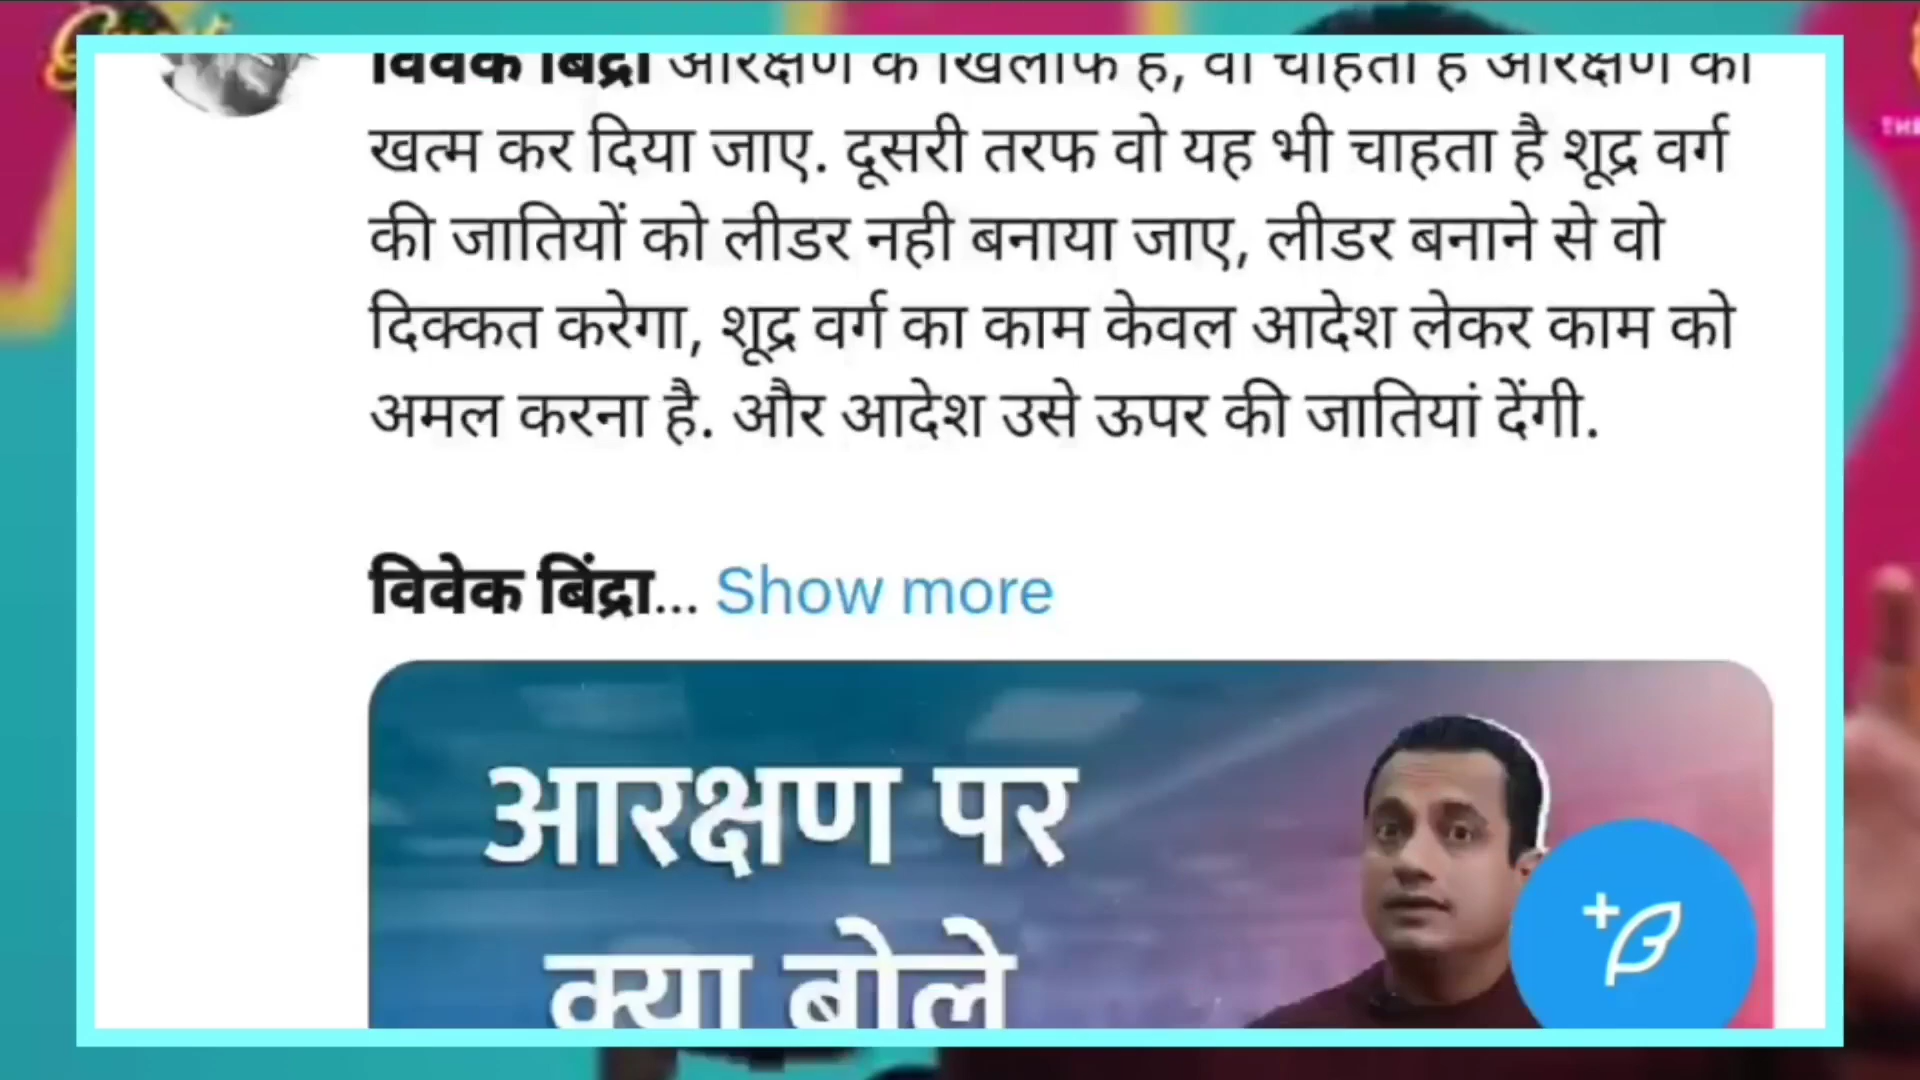 विवेक बिंद्रा आरक्षण के खिलाफ है, वो चाहता है आरक्षण को
खत्म कर दिया जाए. दूसरी तरफ वो यह भी चाहता है शूद्र वर्ग
की जातियों को लीडर नही बनाया जाए, लीडर बनाने से वो
दिक्कत करेगा, शूद्र वर्ग का काम केवल आदेश लेकर काम को
अमल करना है. और आदेश उसे ऊपर की जातियां देंगी.
विवेक बिंद्रा... Show more
आरक्षण पर
क्या बोले